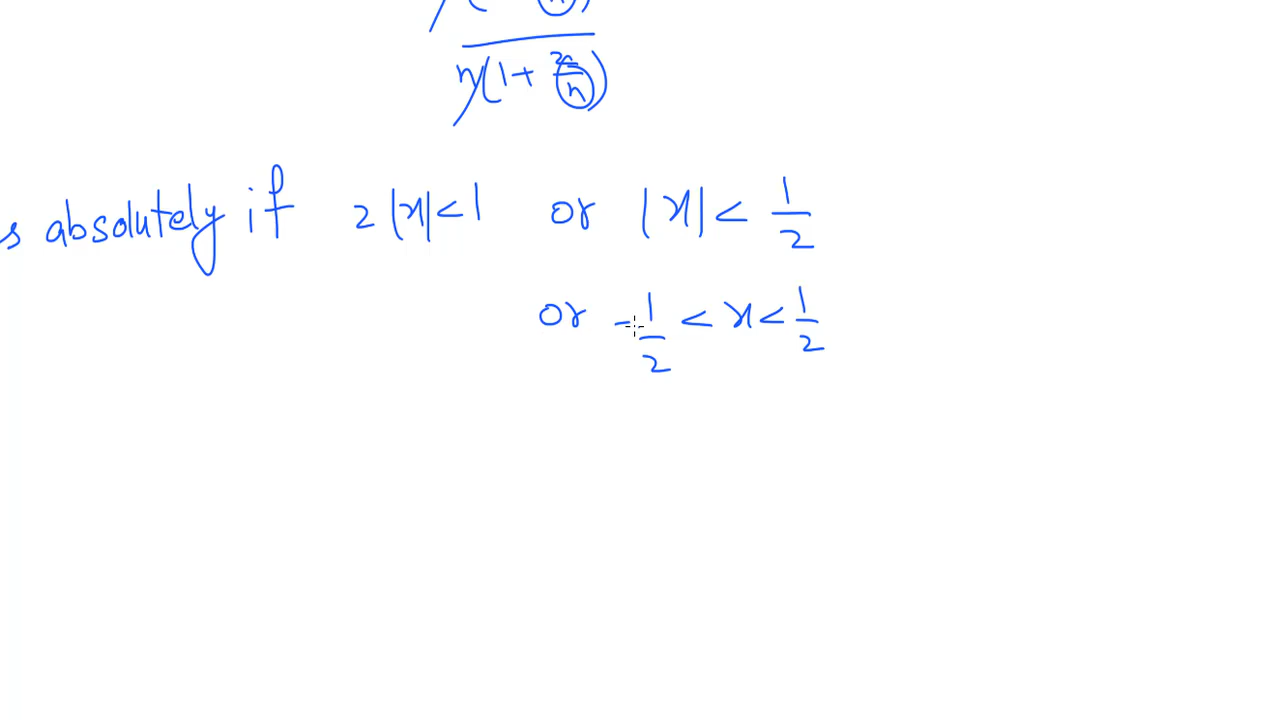 n(1 + 2/n)
s absolutely if 2|x| < 1 or |x| < 1/2
or -1/2 < x < 1/2